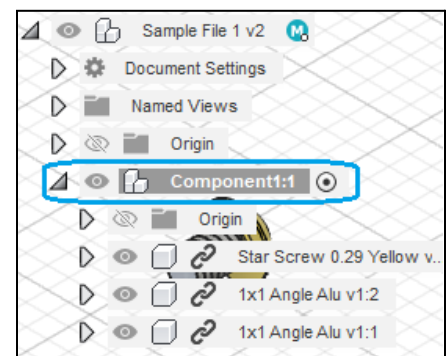 Sample File 1 v2 M
Document Settings
Named Views
Origin
Component1:1
Origin
Star Screw 0.29 Yellow v...
1x1 Angle Alu v1:2
1x1 Angle Alu v1:1